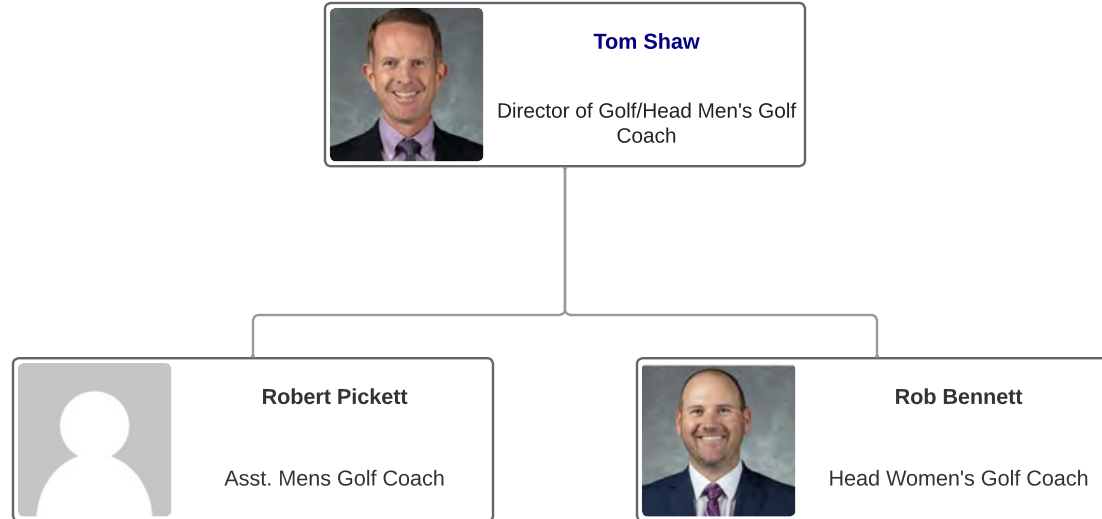 Tom Shaw
Director of Golf/Head Men's Golf
Coach
Robert Pickett
Asst. Mens Golf Coach
Rob Bennett
Head Women's Golf Coach